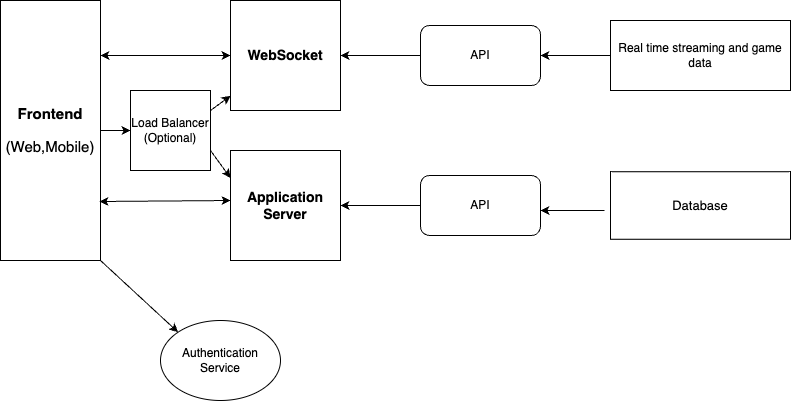 Frontend
(Web,Mobile)
WebSocket
API
Real time streaming and game
data
Load Balancer
(Optional)
Application
Server
API
Database
Authentication
Service